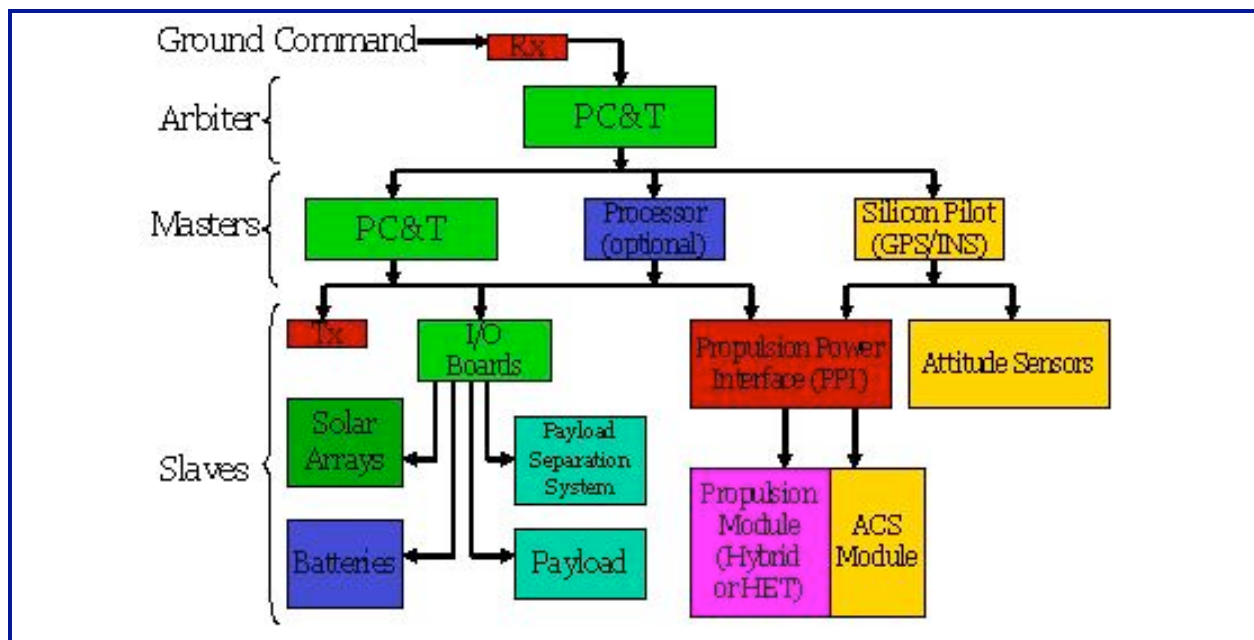 Ground Command
Rx
Arbiter
PC&T
Masters
PC&T
Processor
(optional)
Silicon Pilot
(GPS/INS)
Slaves
Tx
I/O
Boards
Propulsion Power
Interface (PPI)
Attitude Sensors
Solar
Arrays
Payload
Separation
System
Batteries
Payload
Propulsion
Module
(Hybrid
or HET)
ACS
Module